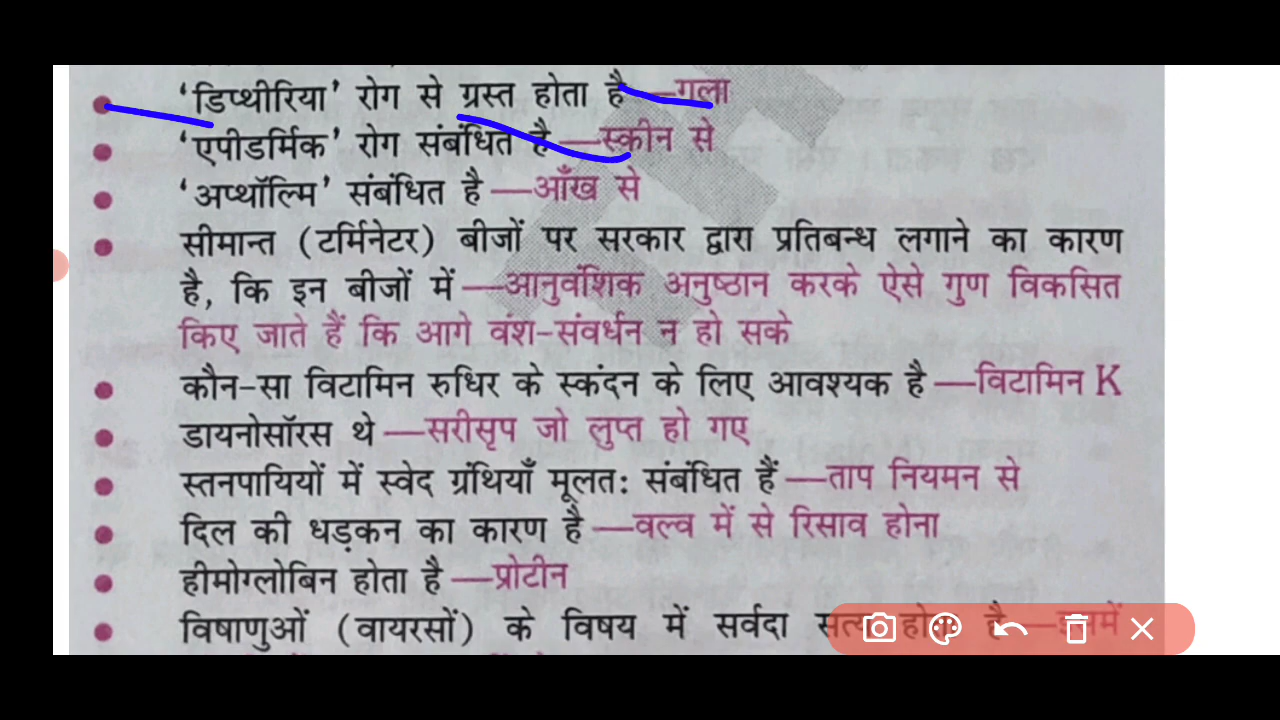 'डिप्थीरिया' रोग से ग्रस्त होता है —गला
'एपीडर्मिक' रोग संबंधित है —स्कीन से
'अप्थॉल्मि' संबंधित है —आँख से
सीमान्त (टर्मिनेटर) बीजों पर सरकार द्वारा प्रतिबन्ध लगाने का कारण
है, कि इन बीजों में —आनुवंशिक अनुष्ठान करके ऐसे गुण विकसित
किए जाते हैं कि आगे वंश-संवर्धन न हो सके
कौन-सा विटामिन रुधिर के स्कंदन के लिए आवश्यक है —विटामिन K
डायनोसॉरस थे —सरीसृप जो लुप्त हो गए
स्तनपायियों में स्वेद ग्रंथियाँ मूलतः संबंधित हैं —ताप नियमन से
दिल की धड़कन का कारण है —वल्व में से रिसाव होना
हीमोग्लोबिन होता है —प्रोटीन
विषाणुओं (वायरसों) के विषय में सर्वदा सत्य होता है —इनमें